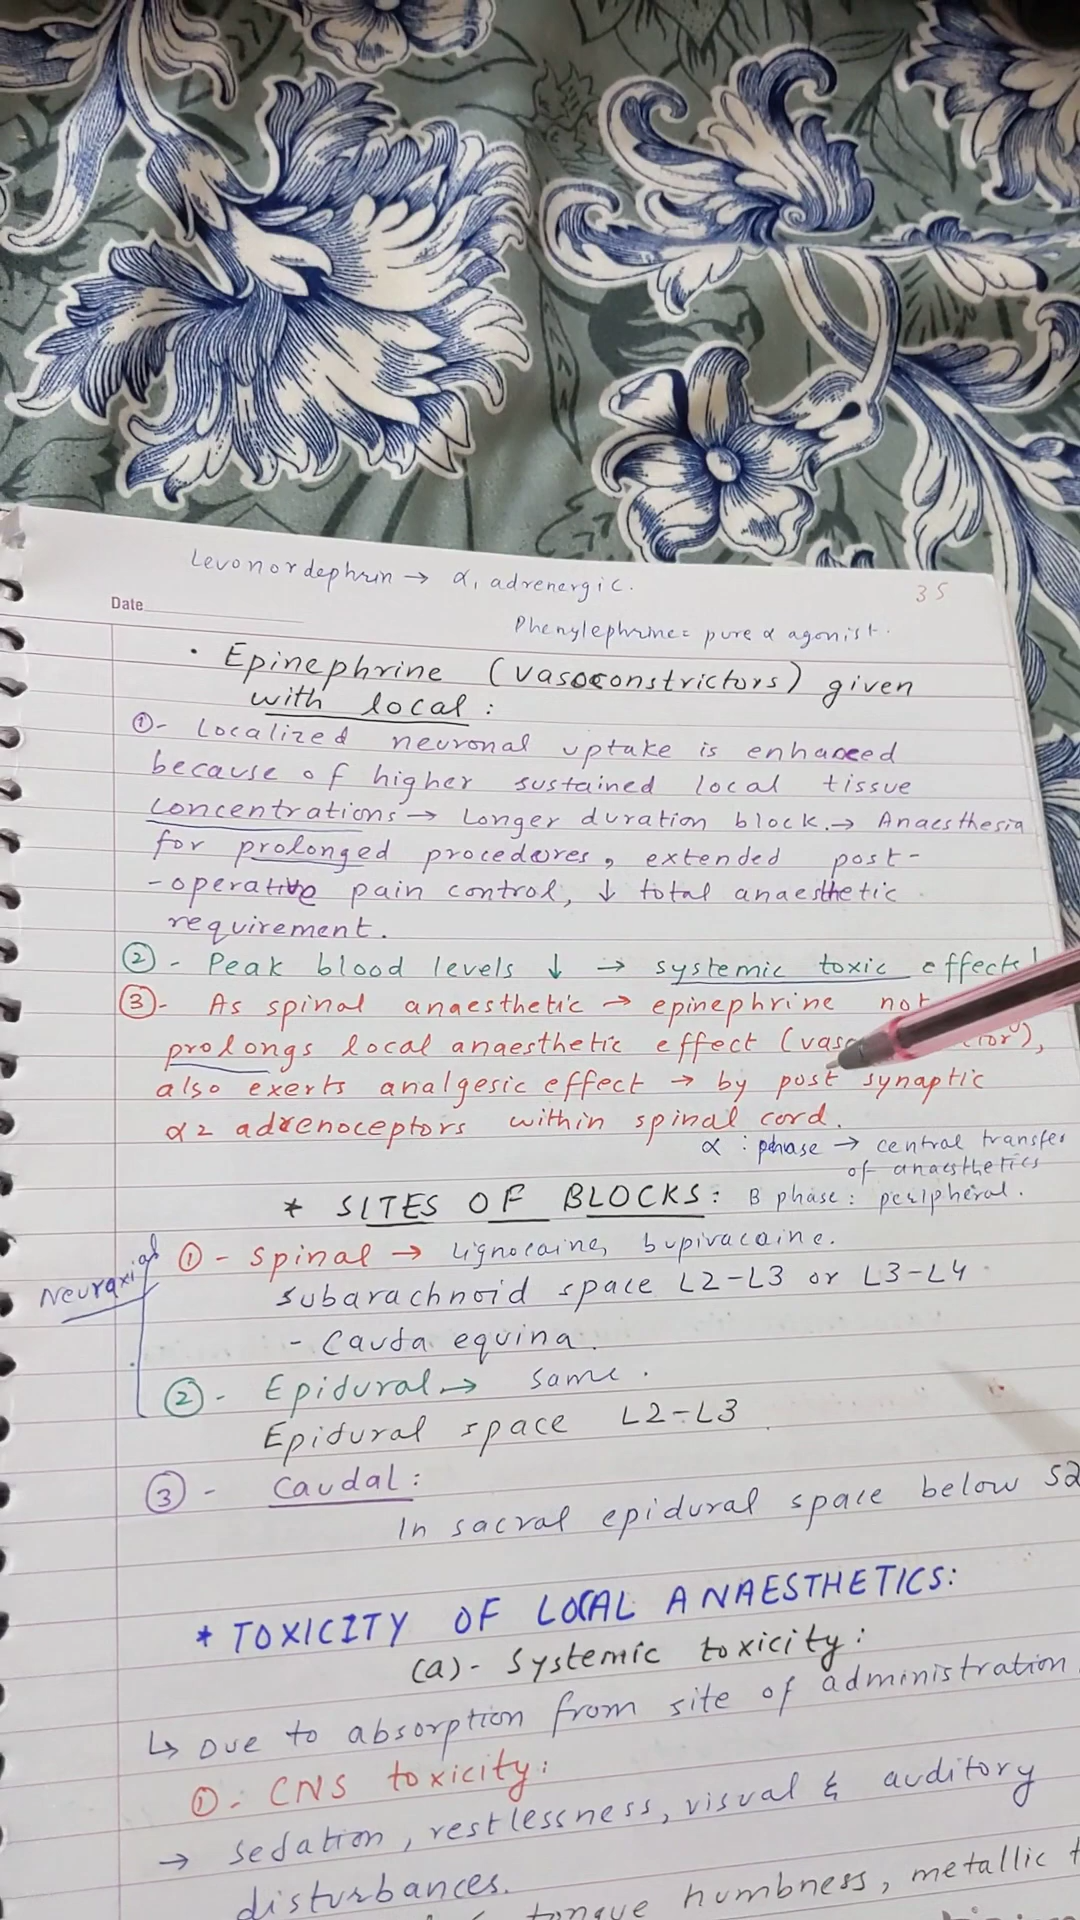 Levonordephrin → α, adrenergic.
35
Date
Phenylephrine = pure α agonist.
• Epinephrine (vasoconstrictors) given
with local :
①- Localized neuronal uptake is enhanced
because of higher sustained local tissue
concentrations → Longer duration block. → Anaesthesia
for prolonged procedures, extended post-
-operative pain control, ↓ total anaesthetic
requirement.
② - Peak blood levels ↓ → systemic toxic effects
③- As spinal anaesthetic → epinephrine not
prolongs local anaesthetic effect
also exerts analgesic effect → by post synaptic
α2 adrenoceptors within spinal cord.
α : phase → central transfer
of anaesthetics
* SITES OF BLOCKS: B phase : peripheral.
Neuraxial
① - Spinal → Lignocaine, bupivacaine.
subarachnoid space L2-L3 or L3-L4
- Cauda equina.
② - Epidural → same.
Epidural space L2-L3
③ - Caudal :
In sacral epidural space below S2
* TOXICITY OF LOCAL ANAESTHETICS:
(a)- Systemic toxicity :
↳ Due to absorption from site of administration
①- CNS toxicity :
→ sedation, restlessness, visual & auditory
disturbances.
tongue numbness, metallic